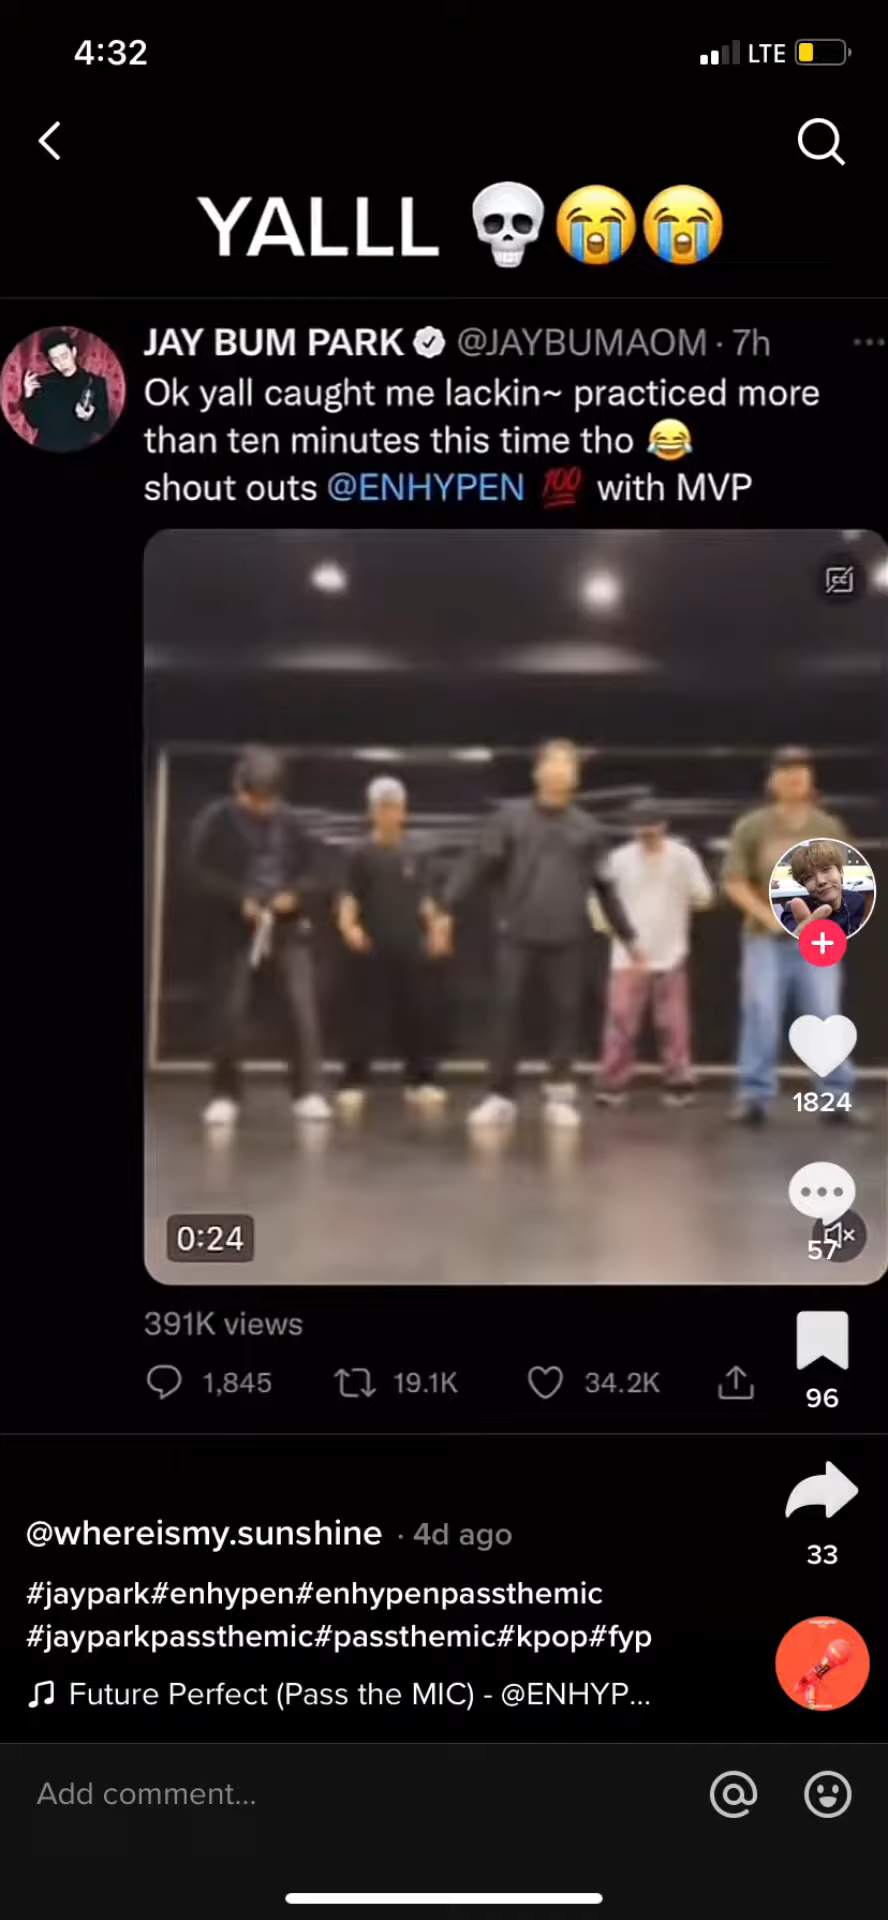 4:32
LTE
YALLL 💀😭😭
JAY BUM PARK @JAYBUMAOM · 7h
Ok yall caught me lackin~ practiced more
than ten minutes this time tho 😂
shout outs @ENHYPEN 💯 with MVP
0:24
391K views
1,845 19.1K 34.2K
1824
57
96
33
@whereismy.sunshine · 4d ago
#jaypark#enhypen#enhypenpassthemic
#jayparkpassthemic#passthemic#kpop#fyp
Future Perfect (Pass the MIC) - @ENHYP...
Add comment...